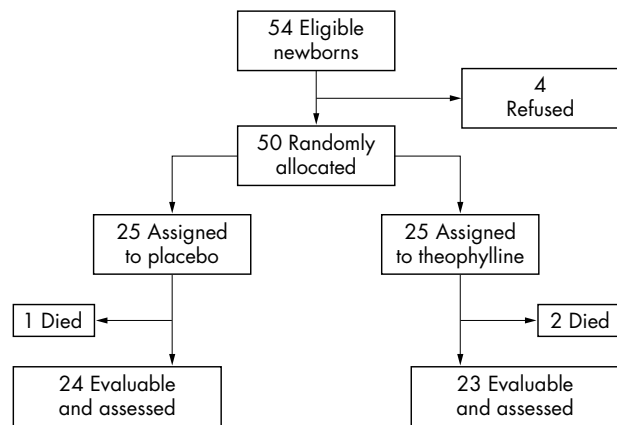 54 Eligible
newborns
4
Refused
50 Randomly
allocated
25 Assigned
to placebo
25 Assigned
to theophylline
1 Died
2 Died
24 Evaluable
and assessed
23 Evaluable
and assessed